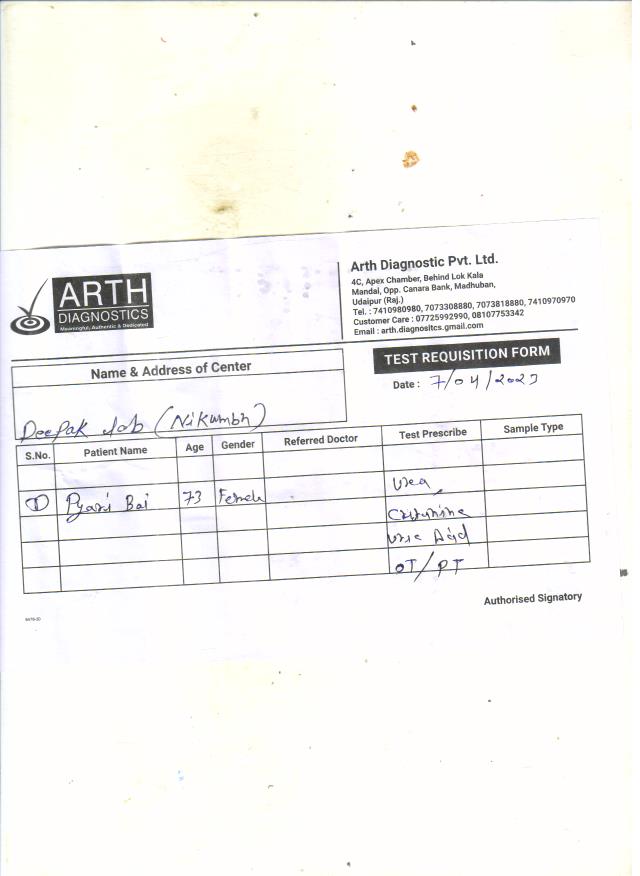 ARTH
DIAGNOSTICS
Meaningful, Authentic & Dedicated
Arth Diagnostic Pvt. Ltd.
4C, Apex Chamber, Behind Lok Kala
Mandal, Opp. Canara Bank, Madhuban,
Udaipur (Raj.)
Tel. : 7410980980, 7073308880, 7073818880, 7410970970
Customer Care : 07725992990, 08107753342
Email : arth.diagnositcs.gmail.com
TEST REQUISITION FORM
Date : 7/04/2023
Name & Address of Center
Deepak Lab (Nikumbh)
S.No. Patient Name Age Gender Referred Doctor Test Prescribe Sample Type
① Pyari Bai 73 Female Urea,
Uric Acid
OT/PT
Authorised Signatory